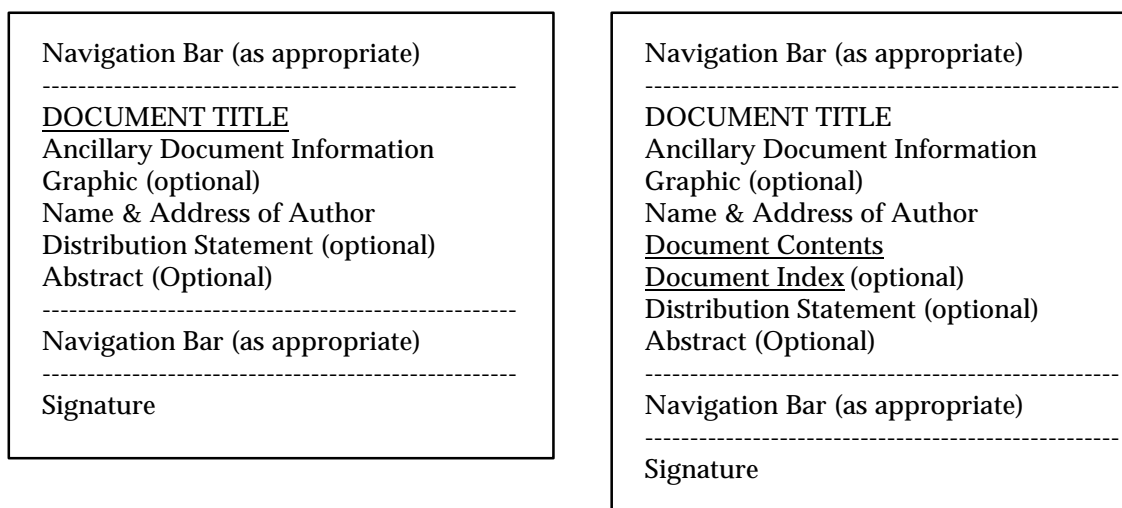 Navigation Bar (as appropriate)
-----------------------------------------------------
DOCUMENT TITLE
Ancillary Document Information
Graphic (optional)
Name & Address of Author
Distribution Statement (optional)
Abstract (Optional)
-----------------------------------------------------
Navigation Bar (as appropriate)
-----------------------------------------------------
Signature
Navigation Bar (as appropriate)
-----------------------------------------------------
DOCUMENT TITLE
Ancillary Document Information
Graphic (optional)
Name & Address of Author
Document Contents
Document Index (optional)
Distribution Statement (optional)
Abstract (Optional)
-----------------------------------------------------
Navigation Bar (as appropriate)
-----------------------------------------------------
Signature